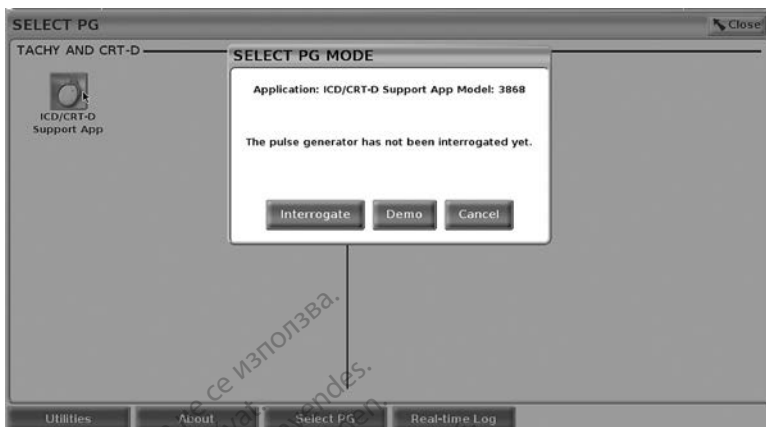 SELECT PG
Close
TACHY AND CRT-D
ICD/CRT-D
Support App
SELECT PG MODE
Application: ICD/CRT-D Support App Model: 3868
The pulse generator has not been interrogated yet.
Interrogate
Demo
Cancel
се използва.
Utilities
About
Select PG
Real-time Log